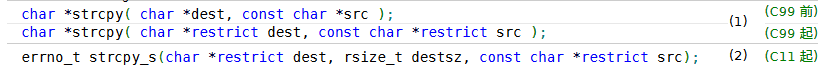 char *strcpy( char *dest, const char *src ); (1) (C99 前)
char *strcpy( char *restrict dest, const char *restrict src ); (C99 起)
errno_t strcpy_s(char *restrict dest, rsize_t destsz, const char *restrict src); (2) (C11 起)